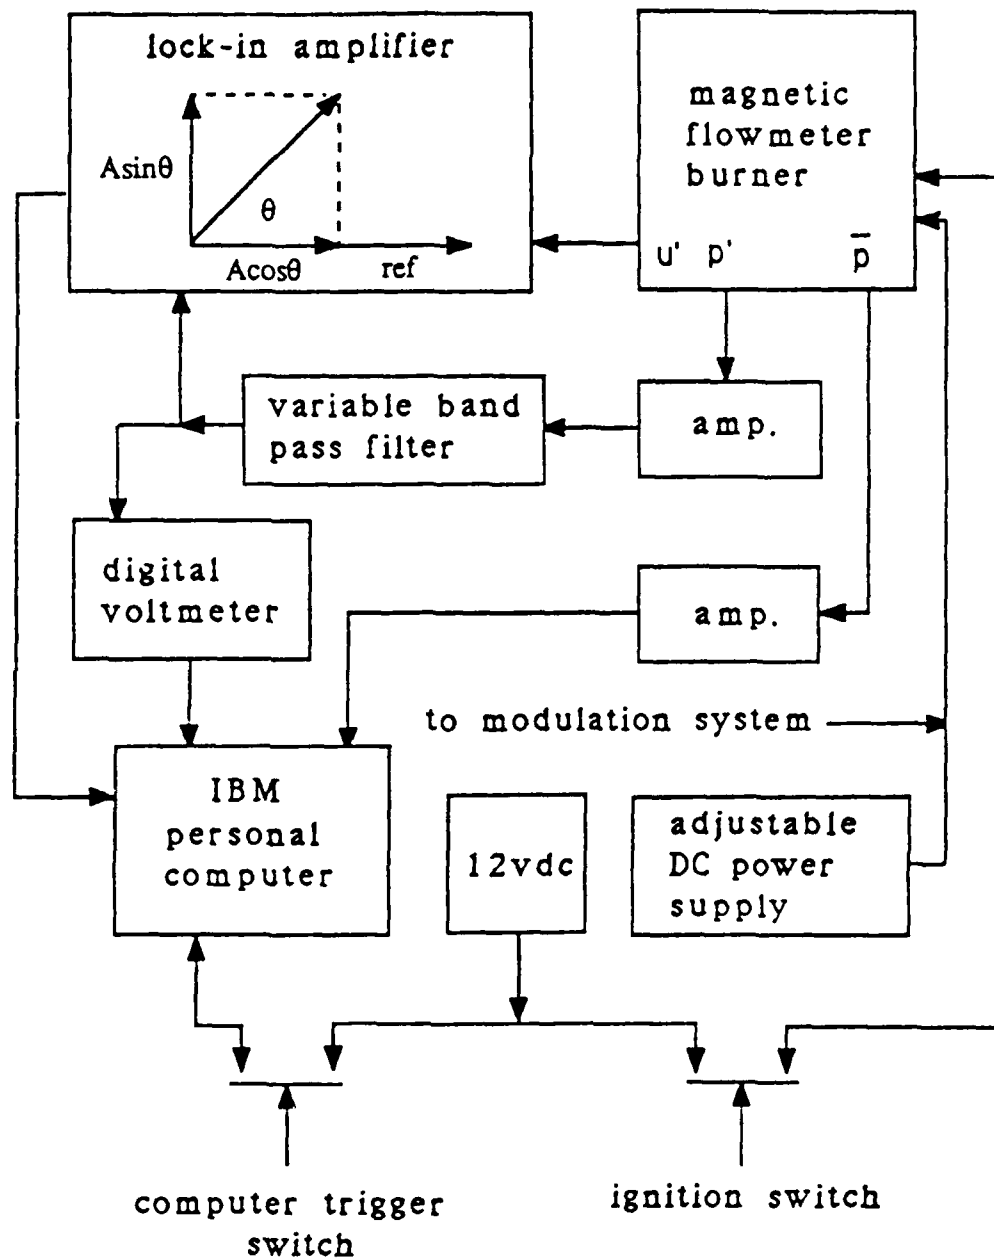 lock-in amplifier
Asinθ
θ
Acosθ
ref
magnetic
flowmeter
burner
u' p' p̅
variable band
pass filter
amp.
digital
voltmeter
amp.
to modulation system
IBM
personal
computer
12vdc
adjustable
DC power
supply
computer trigger
switch
ignition switch